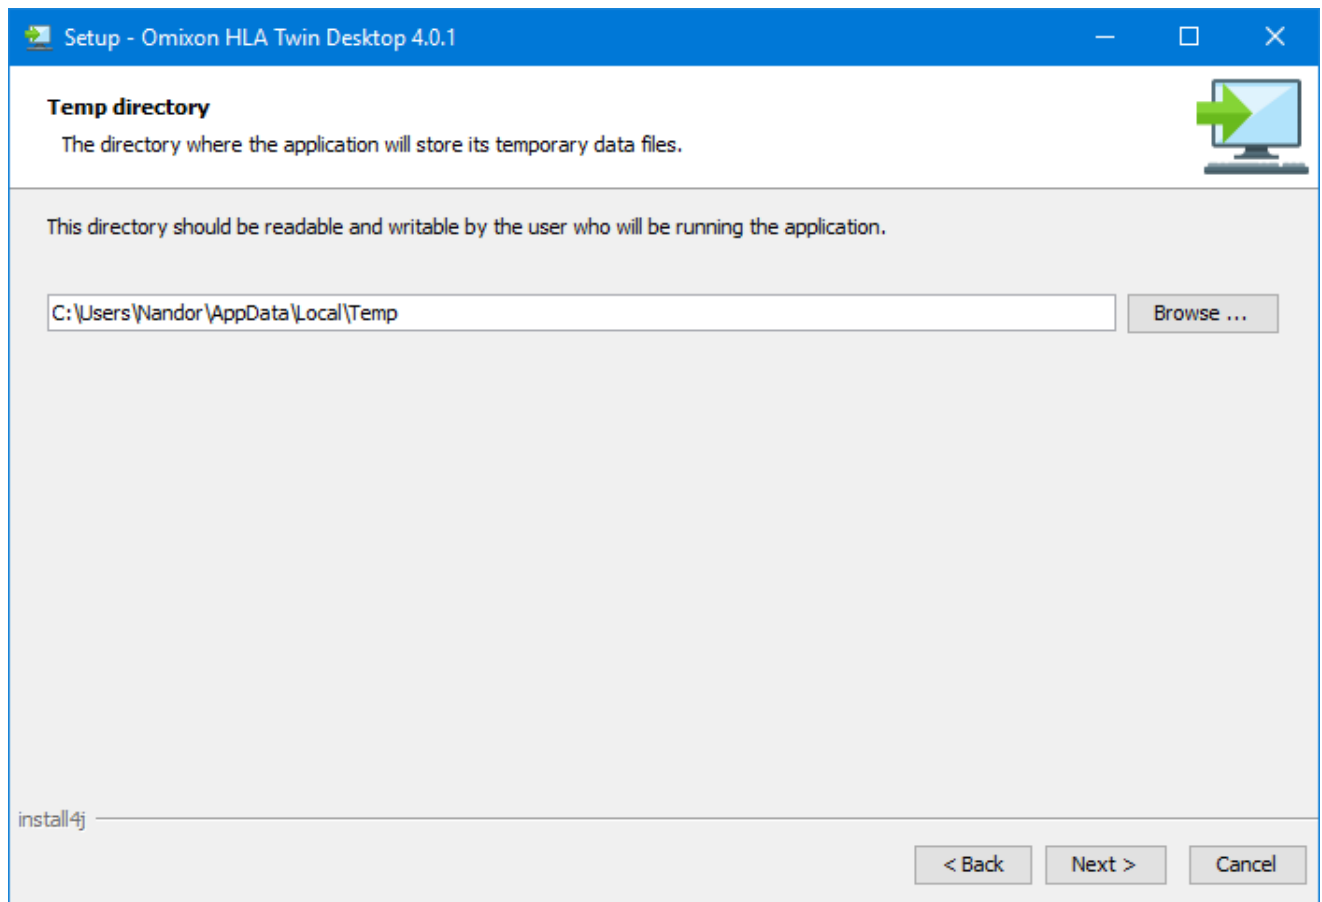 Setup - Omixon HLA Twin Desktop 4.0.1
Temp directory
The directory where the application will store its temporary data files.
This directory should be readable and writable by the user who will be running the application.
C:\Users\Nandor\AppData\Local\Temp
Browse ...
install4j
< Back
Next >
Cancel